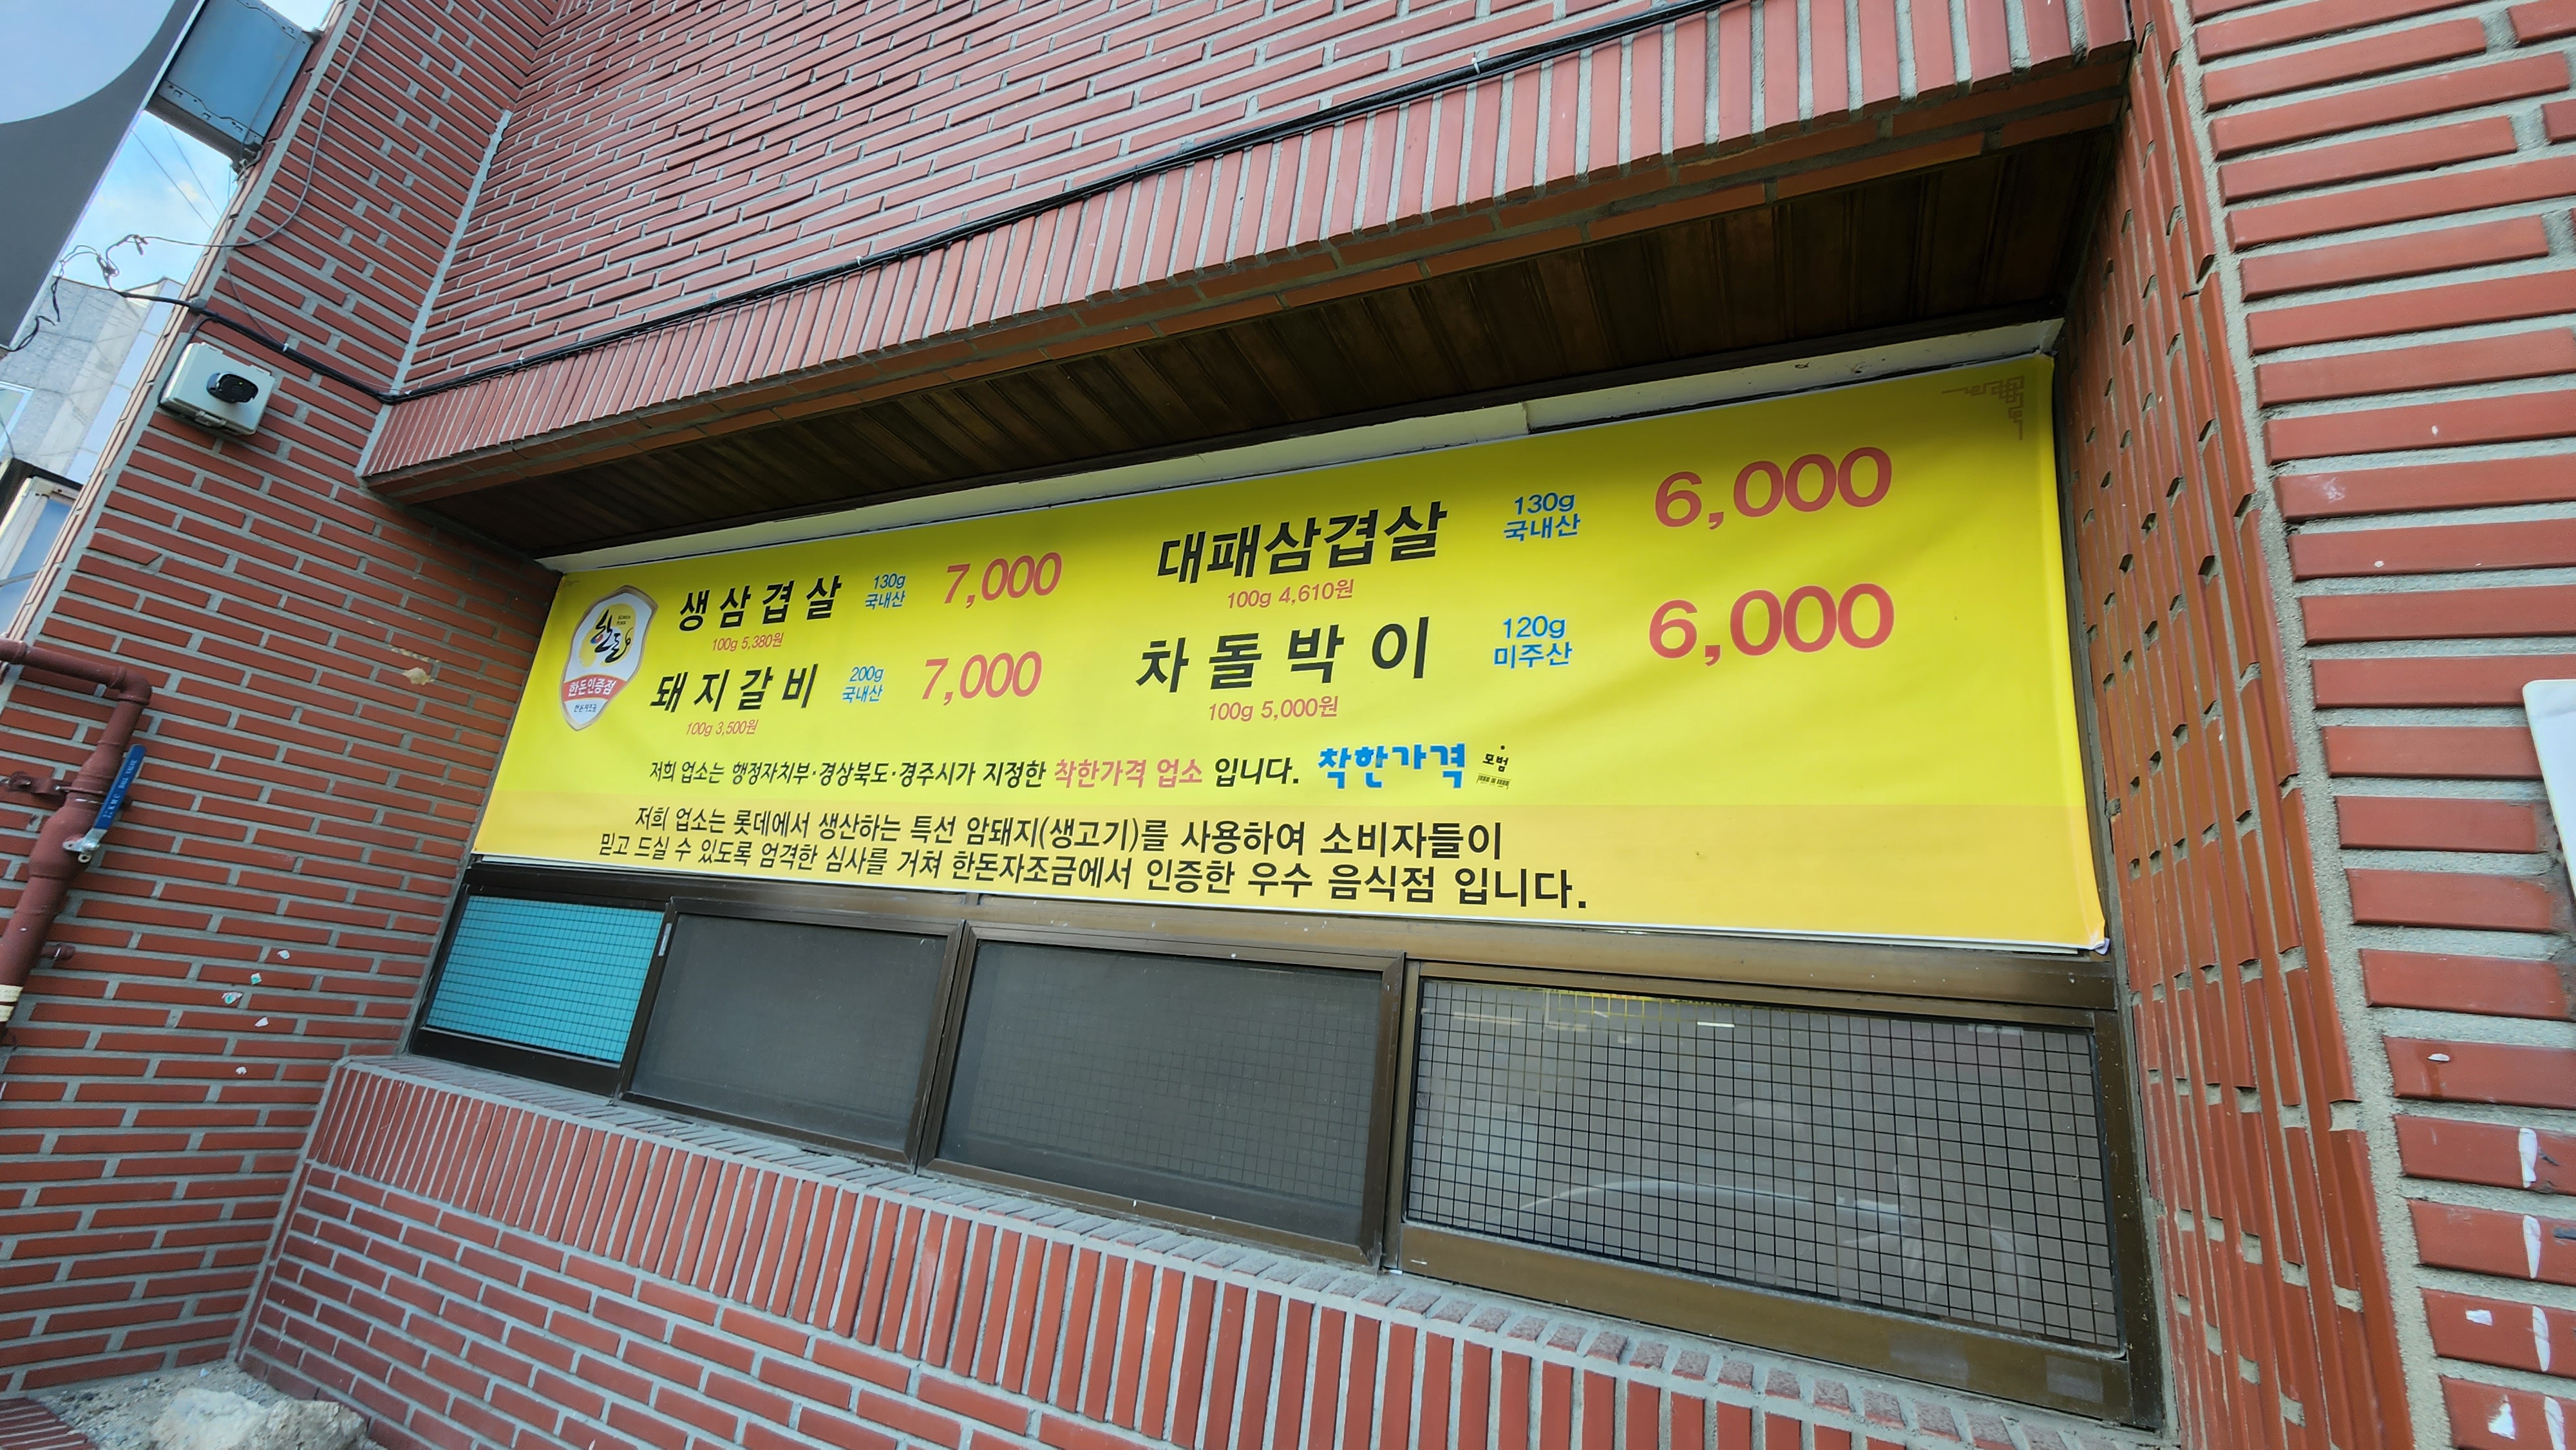 한돈
한돈인증점
한돈자조금
생삼겹살 130g 국내산 7,000
100g 5,380원
돼지갈비 200g 국내산 7,000
100g 3,500원
대패삼겹살 130g 국내산 6,000
100g 4,610원
차돌박이 120g 미주산 6,000
100g 5,000원
저희 업소는 행정자치부·경상북도·경주시가 지정한 착한가격 업소 입니다. 착한가격 모범
저희 업소는 롯데에서 생산하는 특선 암돼지(생고기)를 사용하여 소비자들이
믿고 드실 수 있도록 엄격한 심사를 거쳐 한돈자조금에서 인증한 우수 음식점 입니다.